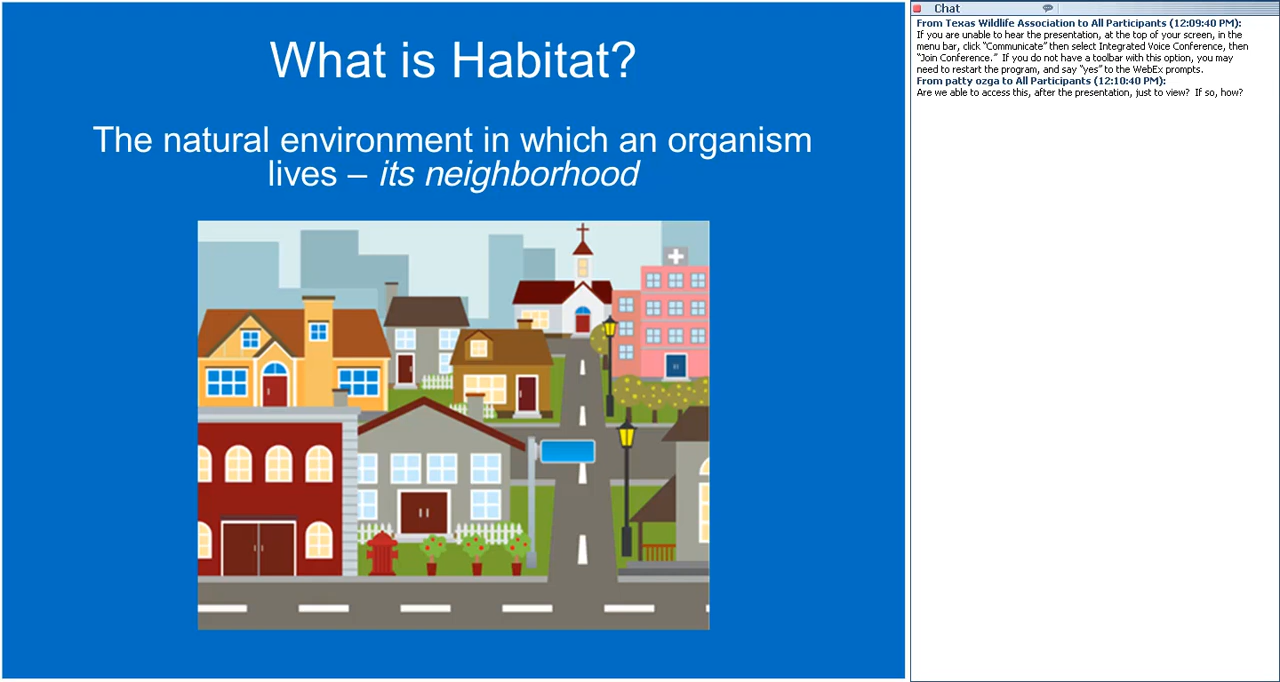 What is Habitat?
The natural environment in which an organism
lives – its neighborhood
Chat
From Texas Wildlife Association to All Participants (12:09:40 PM):
If you are unable to hear the presentation, at the top of your screen, in the
menu bar, click “Communicate” then select Integrated Voice Conference, then
“Join Conference.”  If you do not have a toolbar with this option, you may
need to restart the program, and say “yes” to the WebEx prompts.
From patty ozga to All Participants (12:10:40 PM):
Are we able to access this, after the presentation, just to view?  If so, how?